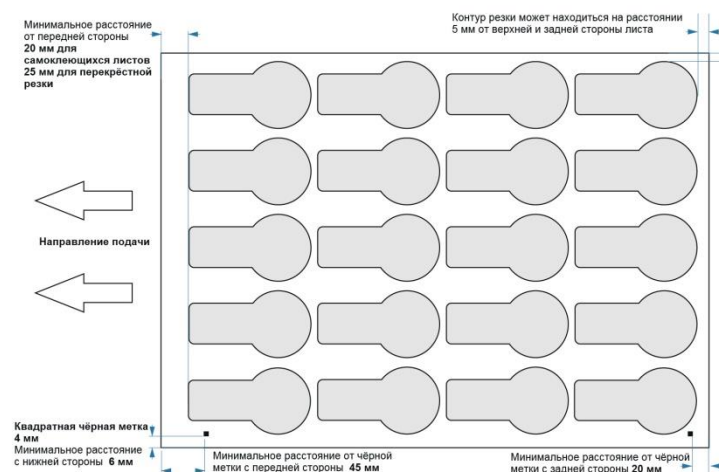 Минимальное расстояние
от передней стороны
20 мм для
самоклеющихся листов
25 мм для перекрёстной
резки
Контур резки может находиться на расстоянии
5 мм от верхней и задней стороны листа
Направление подачи
Квадратная чёрная метка
4 мм
Минимальное расстояние
с нижней стороны 6 мм
Минимальное расстояние от чёрной
метки с передней стороны 45 мм
Минимальное расстояние от чёрной
метки с задней стороны 20 мм